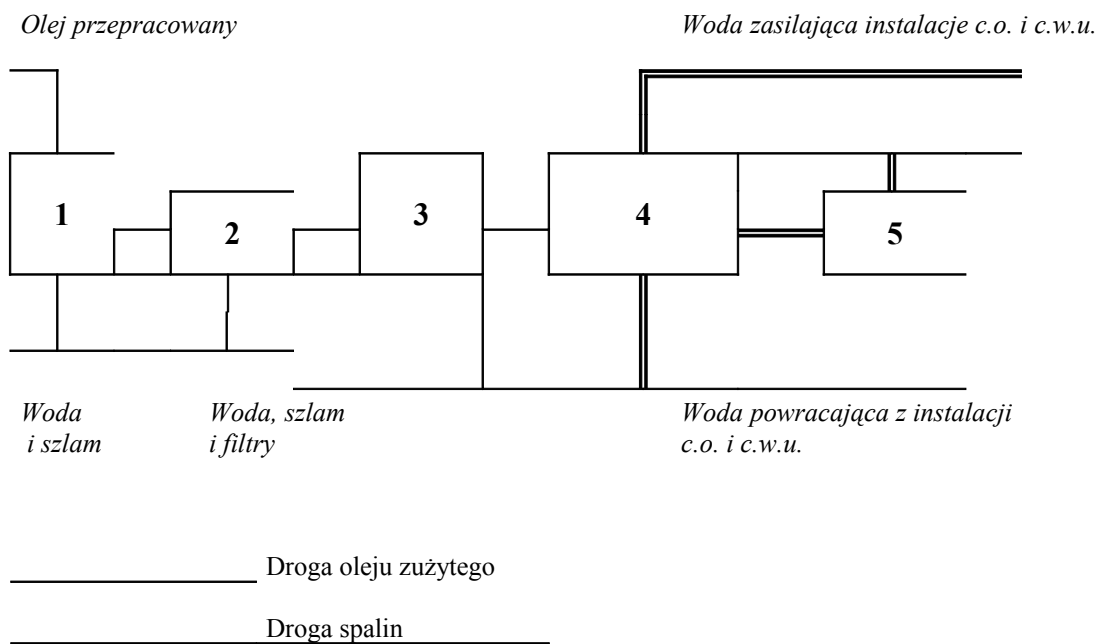 Olej przepracowany
Woda zasilająca instalacje c.o. i c.w.u.
1
2
3
4
5
Woda
i szlam
Woda, szlam
i filtry
Woda powracająca z instalacji
c.o. i c.w.u.
Droga oleju zużytego
Droga spalin